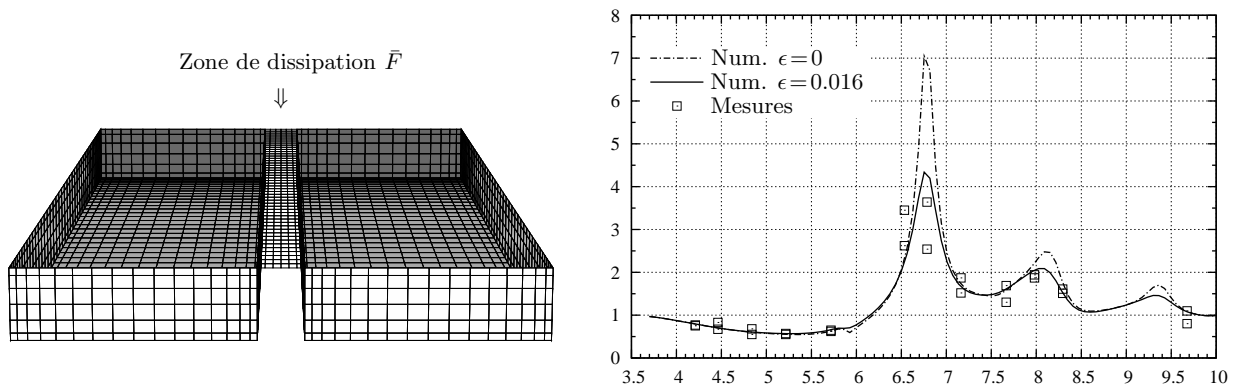 Zone de dissipation F̄
⇓
8
7
6
5
4
3
2
1
0
Num. ϵ=0
Num. ϵ=0.016
Mesures
3.5 4 4.5 5 5.5 6 6.5 7 7.5 8 8.5 9 9.5 10